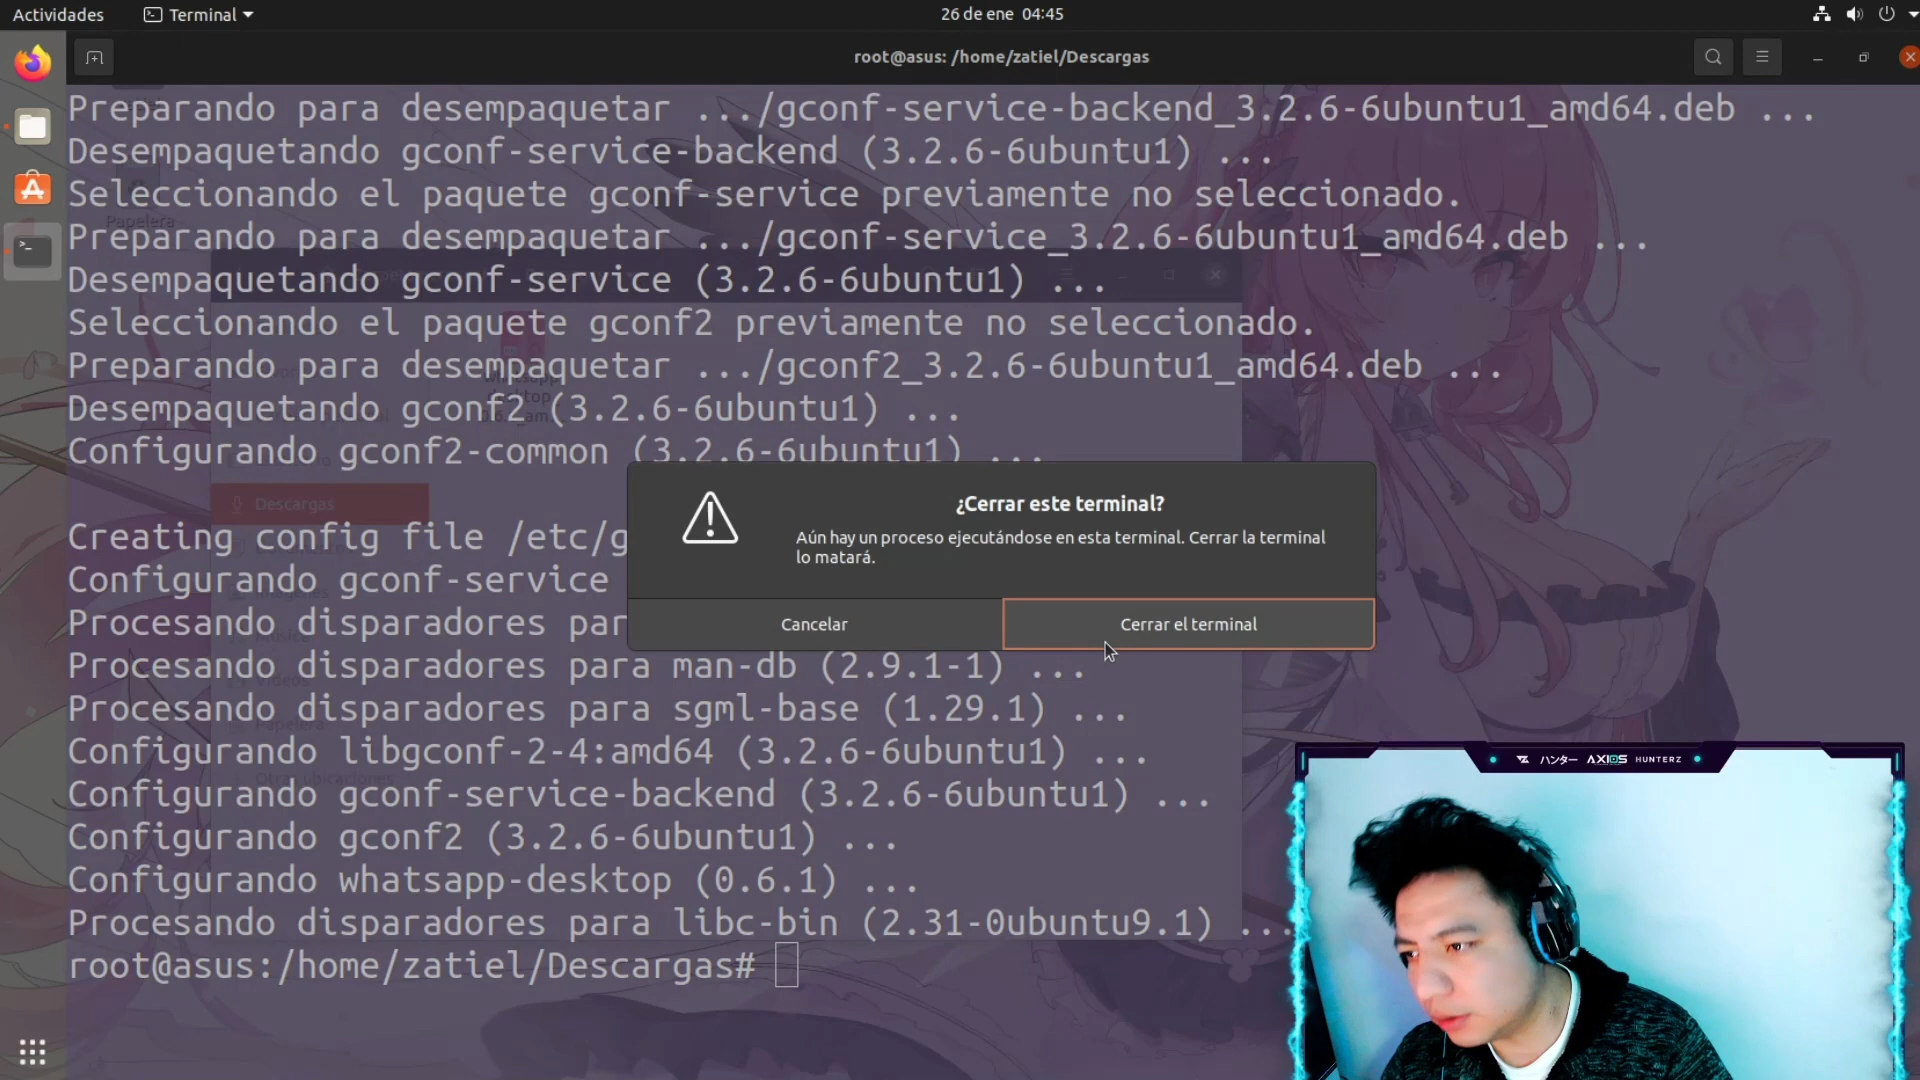 Actividades
Terminal
26 de ene 04:45
root@asus: /home/zatiel/Descargas
Preparando para desempaquetar .../gconf-service-backend_3.2.6-6ubuntu1_amd64.deb ...
Desempaquetando gconf-service-backend (3.2.6-6ubuntu1) ...
Seleccionando el paquete gconf-service previamente no seleccionado.
Papelera
Preparando para desempaquetar .../gconf-service_3.2.6-6ubuntu1_amd64.deb ...
Desempaquetando gconf-service (3.2.6-6ubuntu1) ...
Seleccionando el paquete gconf2 previamente no seleccionado.
Preparando para desempaquetar .../gconf2_3.2.6-6ubuntu1_amd64.deb ...
Desempaquetando gconf2 (3.2.6-6ubuntu1) ...
Configurando gconf2-common (3.2.6-6ubuntu1) ...
Descargas
Creating config file /etc/g
Configurando gconf-service
Procesando disparadores par
Procesando disparadores para man-db (2.9.1-1) ...
Procesando disparadores para sgml-base (1.29.1) ...
Configurando libgconf-2-4:amd64 (3.2.6-6ubuntu1) ...
Otras ubicaciones
Configurando gconf-service-backend (3.2.6-6ubuntu1) ...
Configurando gconf2 (3.2.6-6ubuntu1) ...
Configurando whatsapp-desktop (0.6.1) ...
Procesando disparadores para libc-bin (2.31-0ubuntu9.1) ...
root@asus:/home/zatiel/Descargas#
¿Cerrar este terminal?
Aún hay un proceso ejecutándose en esta terminal. Cerrar la terminal
lo matará.
Cancelar
Cerrar el terminal
ハンター AXIOS HUNTERZ